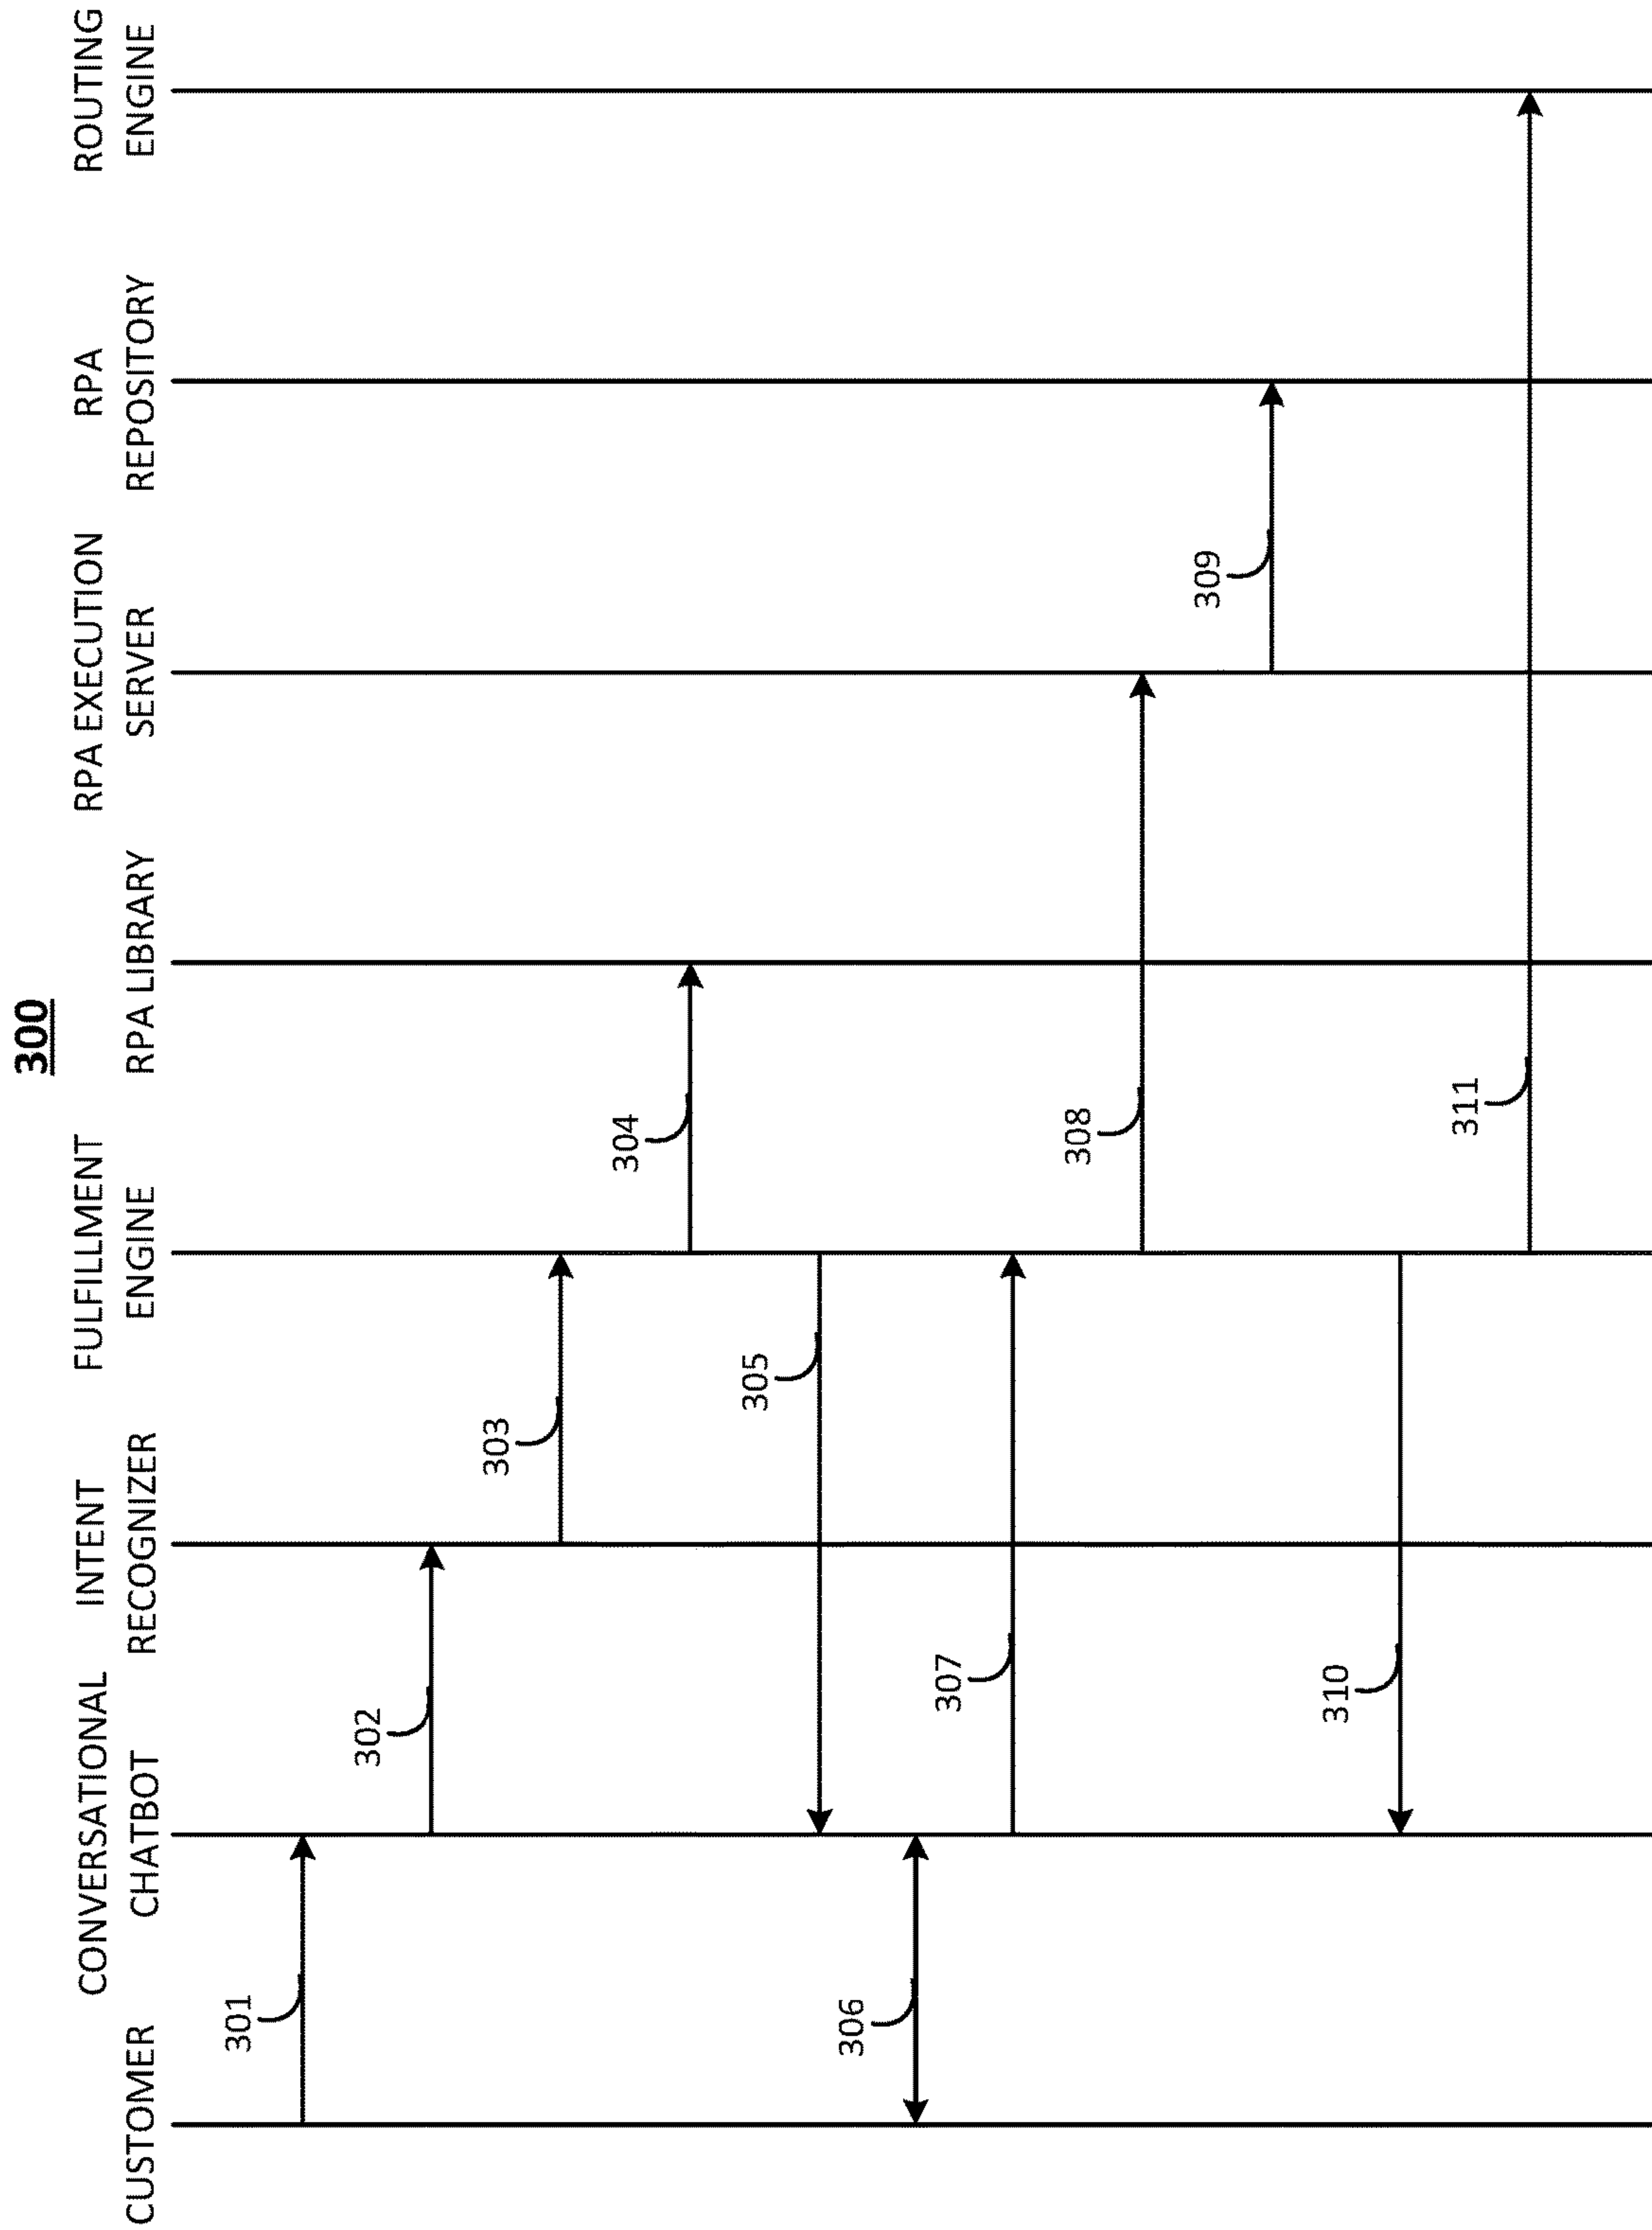 300
CUSTOMER
CONVERSATIONAL
CHATBOT
INTENT
RECOGNIZER
FULFILLMENT
ENGINE
RPA LIBRARY
RPA EXECUTION
SERVER
RPA
REPOSITORY
ROUTING
ENGINE
301
302
303
304
305
306
307
308
309
310
311